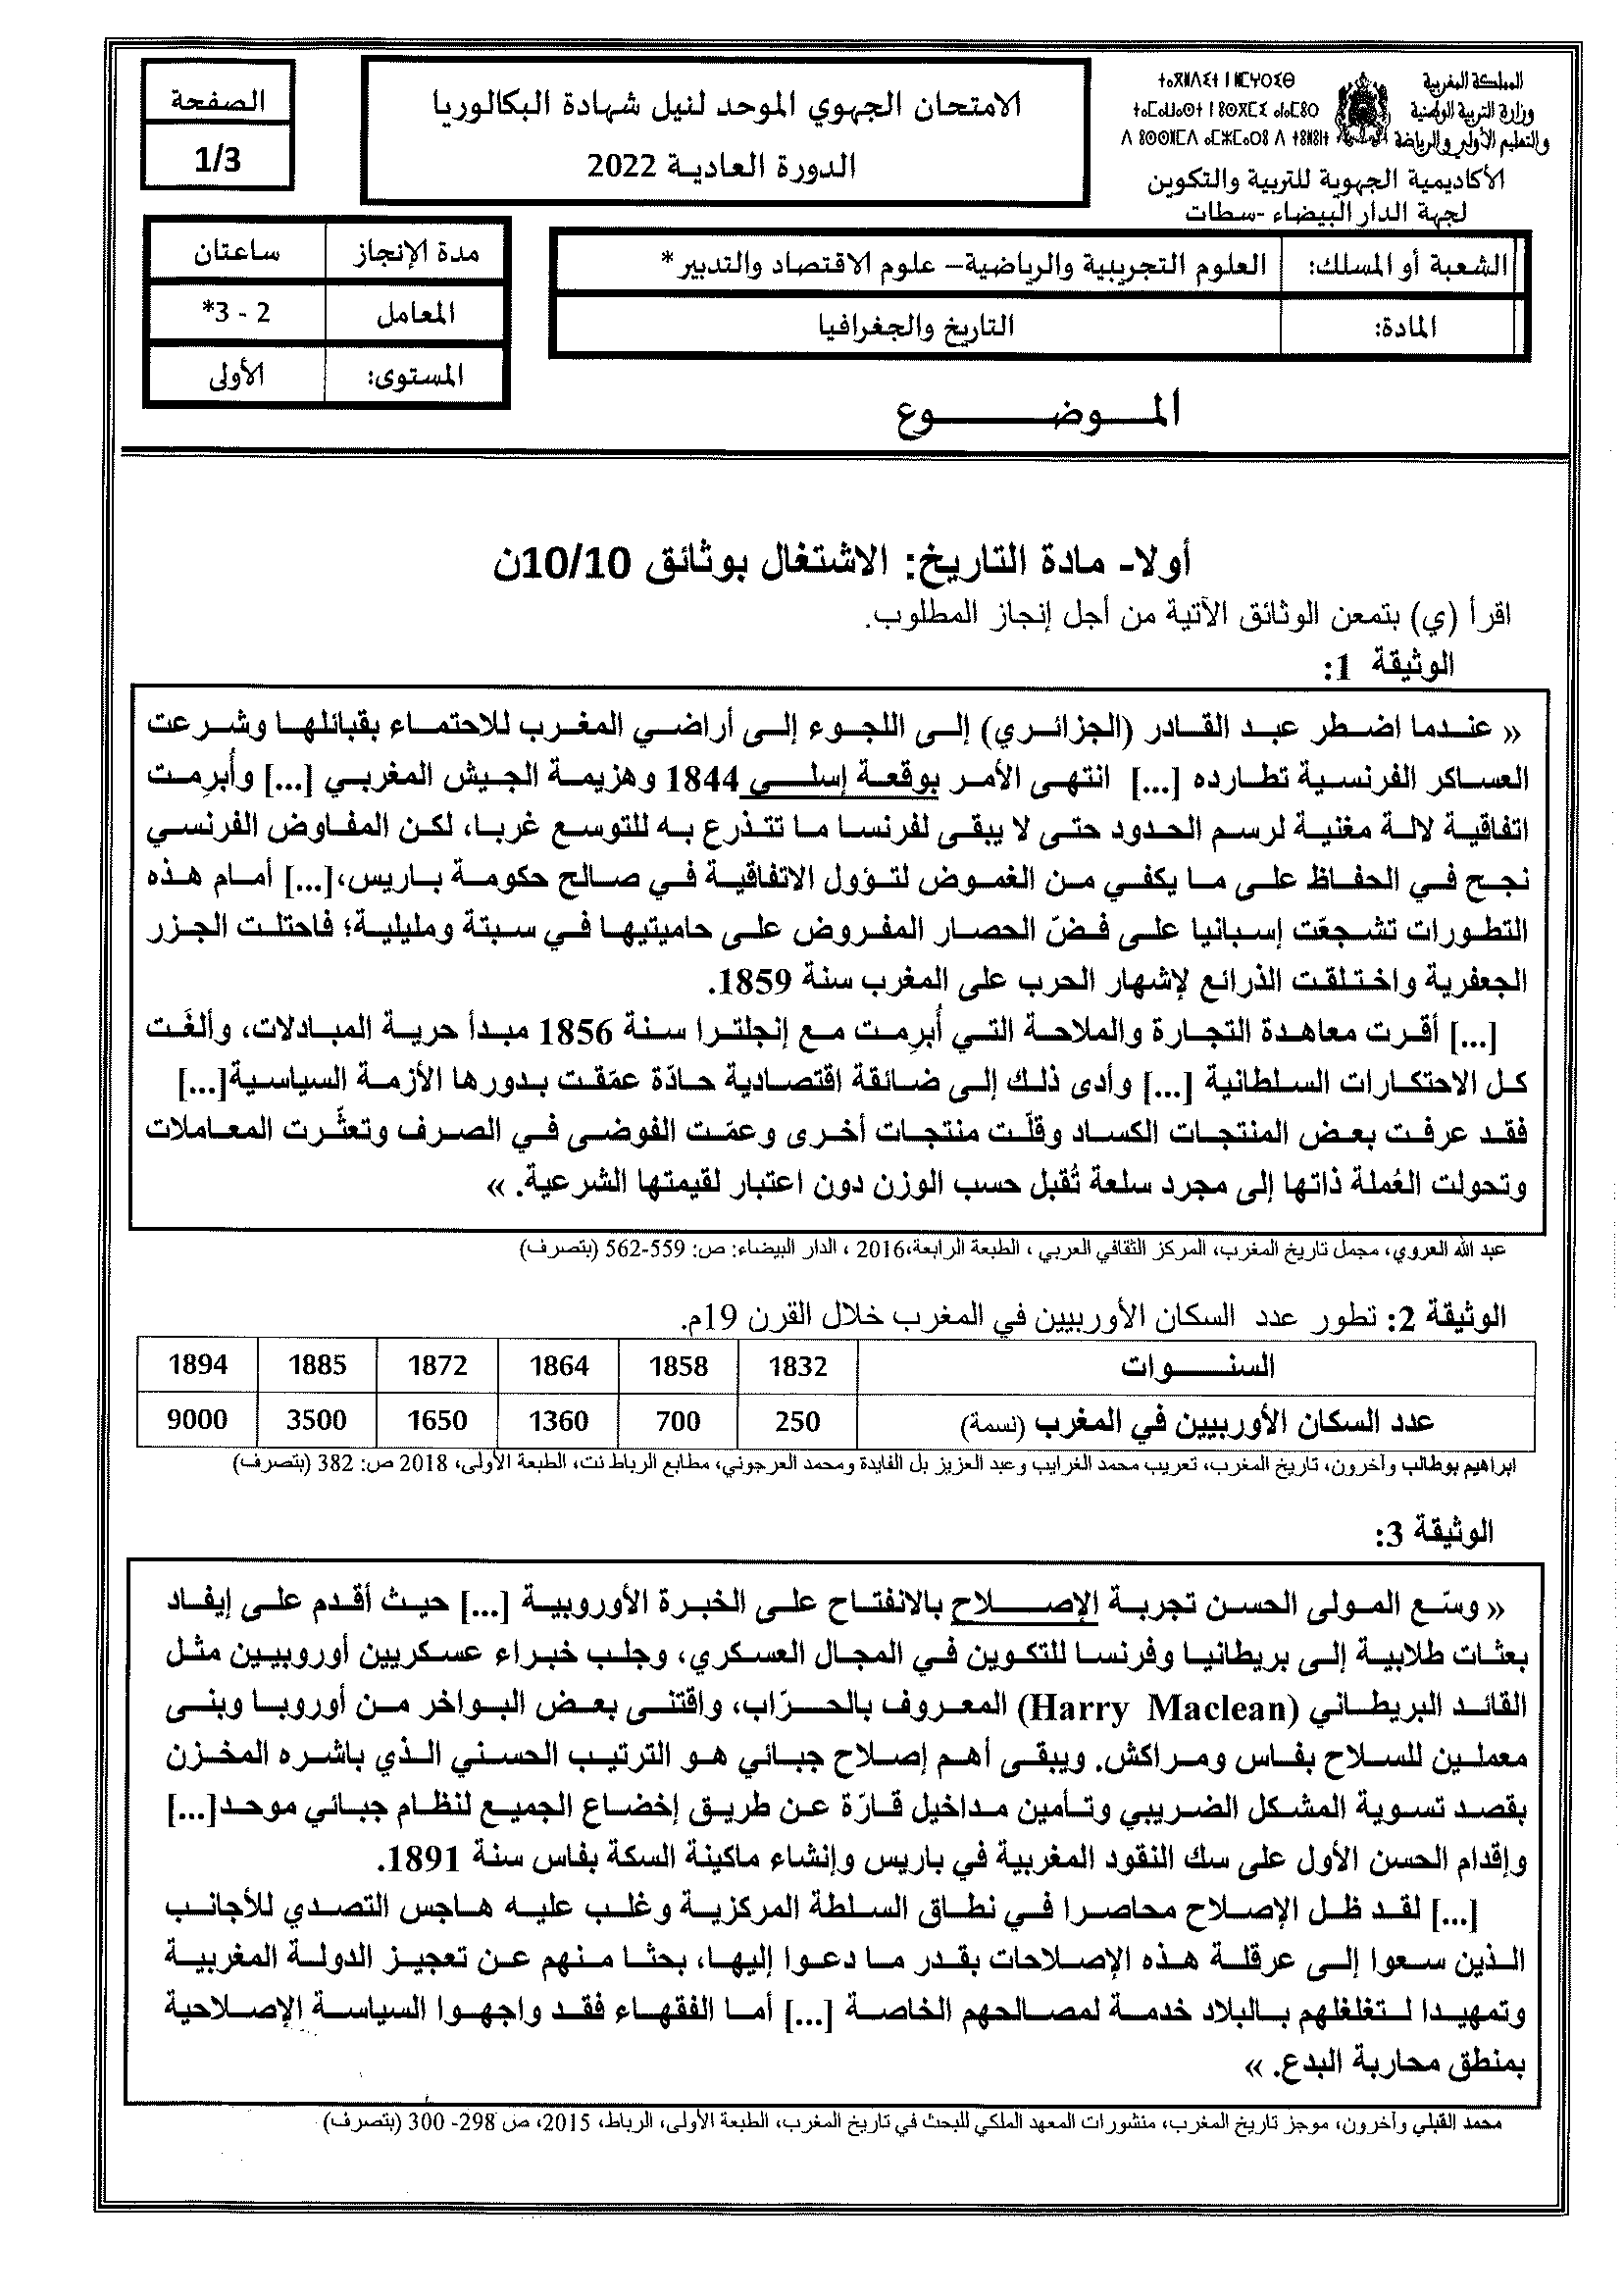 المملكة المغربية
وزارة التربية الوطنية
والتعليم الأولي والرياضة
ⵜⴰⴳⵍⴷⵉⵜ ⵏ ⵍⵎⵖⵔⵉⴱ
ⵜⴰⵎⴰⵡⴰⵙⵜ ⵏ ⵓⵙⴳⵎⵉ ⴰⵏⴰⵎⵓⵔ
ⴷ ⵓⵙⵙⵍⵎⴷ ⴰⵎⵣⵡⴰⵔⵓ ⴷ ⵜⵓⵏⵏⵓⵏⵜ
الأكاديمية الجهوية للتربية والتكوين
لجهة الدار البيضاء -سطات
الامتحان الجهوي الموحد لنيل شهادة البكالوريا
الدورة العادية 2022
الصفحة
1/3
الشعبة أو المسلك: العلوم التجريبية والرياضية– علوم الاقتصاد والتدبير *
المادة: التاريخ والجغرافيا
مدة الإنجاز ساعتان
المعامل 2 - 3*
المستوى: الأولى
الموضوع
أولا- مادة التاريخ: الاشتغال بوثائق 10/10ن
اقرأ (ي) بتمعن الوثائق الآتية من أجل إنجاز المطلوب.
الوثيقة 1:
« عندما اضطر عبد القادر (الجزائري) إلى اللجوء إلى أراضي المغرب للاحتماء بقبائلها وشرعت
العساكر الفرنسية تطارده [...] انتهى الأمر بوقعة إسلي 1844 وهزيمة الجيش المغربي [...] وأُبرِمت
اتفاقية لالة مغنية لرسم الحدود حتى لا يبقى لفرنسا ما تتذرع به للتوسع غربا، لكن المفاوض الفرنسي
نجح في الحفاظ على ما يكفي من الغموض لتؤول الاتفاقية في صالح حكومة باريس،[...] أمام هذه
التطورات تشجعّت إسبانيا على فضّ الحصار المفروض على حاميتيها في سبتة ومليلية؛ فاحتلت الجزر
الجعفرية واختلقت الذرائع لإشهار الحرب على المغرب سنة 1859.
[...] أقرت معاهدة التجارة والملاحة التي أُبرِمت مع إنجلترا سنة 1856 مبدأ حرية المبادلات، وألغَت
كل الاحتكارات السلطانية [...] وأدى ذلك إلى ضائقة اقتصادية حادّة عمّقت بدورها الأزمة السياسية[...]
فقد عرفت بعض المنتجات الكساد وقلّت منتجات أخرى وعمّت الفوضى في الصرف وتعثّرت المعاملات
وتحولت العُملة ذاتها إلى مجرد سلعة تُقبل حسب الوزن دون اعتبار لقيمتها الشرعية. »
عبد الله العروي، مجمل تاريخ المغرب، المركز الثقافي العربي ، الطبعة الرابعة،2016 ، الدار البيضاء: ص: 559-562 (بتصرف)
الوثيقة 2: تطور عدد السكان الأوربيين في المغرب خلال القرن 19م.
السنوات 1832 1858 1864 1872 1885 1894
عدد السكان الأوربيين في المغرب (نسمة) 250 700 1360 1650 3500 9000
ابراهيم بوطالب وآخرون، تاريخ المغرب، تعريب محمد الغرايب وعبد العزيز بل الفايدة ومحمد العرجوني، مطابع الرباط نت، الطبعة الأولى، 2018 ص: 382 (بتصرف)
الوثيقة 3:
« وسّع المولى الحسن تجربة الإصلاح بالانفتاح على الخبرة الأوروبية [...] حيث أقدم على إيفاد
بعثات طلابية إلى بريطانيا وفرنسا للتكوين في المجال العسكري، وجلب خبراء عسكريين أوروبيين مثل
القائد البريطاني (Harry Maclean) المعروف بالحرّاب، واقتنى بعض البواخر من أوروبا وبنى
معملين للسلاح بفاس ومراكش. ويبقى أهم إصلاح جبائي هو الترتيب الحسني الذي باشره المخزن
بقصد تسوية المشكل الضريبي وتأمين مداخيل قارّة عن طريق إخضاع الجميع لنظام جبائي موحد[...]
وإقدام الحسن الأول على سك النقود المغربية في باريس وإنشاء ماكينة السكة بفاس سنة 1891.
[...] لقد ظل الإصلاح محاصرا في نطاق السلطة المركزية وغلب عليه هاجس التصدي للأجانب
الذين سعوا إلى عرقلة هذه الإصلاحات بقدر ما دعوا إليها، بحثا منهم عن تعجيز الدولة المغربية
وتمهيدا لتغلغلهم بالبلاد خدمة لمصالحهم الخاصة [...] أما الفقهاء فقد واجهوا السياسة الإصلاحية
بمنطق محاربة البدع. »
محمد القبلي وآخرون، موجز تاريخ المغرب، منشورات المعهد الملكي للبحث في تاريخ المغرب، الطبعة الأولى، الرباط، 2015، ص 298- 300 (بتصرف)